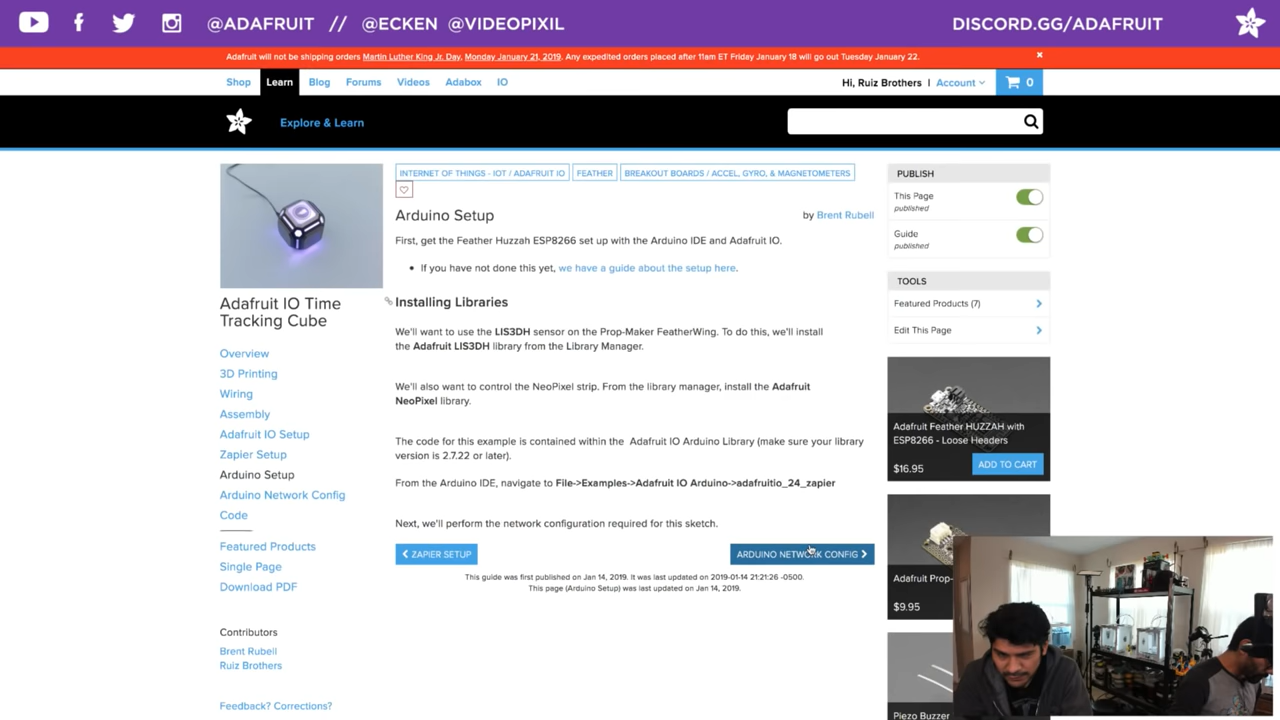 @ADAFRUIT // @ECKEN @VIDEOPIXIL
DISCORD.GG/ADAFRUIT
Adafruit will not be shipping orders Martin Luther King Jr. Day, Monday January 21, 2019. Any expedited orders placed after 11am ET Friday January 18 will go out Tuesday January 22.
Shop Learn Blog Forums Videos Adabox IO
Hi, Ruiz Brothers | Account 0
Explore & Learn
INTERNET OF THINGS - IOT / ADAFRUIT IO FEATHER BREAKOUT BOARDS / ACCEL, GYRO, & MAGNETOMETERS
Arduino Setup
by Brent Rubell
First, get the Feather Huzzah ESP8266 set up with the Arduino IDE and Adafruit IO.
• If you have not done this yet, we have a guide about the setup here.
Installing Libraries
We'll want to use the LIS3DH sensor on the Prop-Maker FeatherWing. To do this, we'll install
the Adafruit LIS3DH library from the Library Manager.
We'll also want to control the NeoPixel strip. From the library manager, install the Adafruit
NeoPixel library.
The code for this example is contained within the Adafruit IO Arduino Library (make sure your library
version is 2.7.22 or later).
From the Arduino IDE, navigate to File->Examples->Adafruit IO Arduino->adafruitio_24_zapier
Next, we'll perform the network configuration required for this sketch.
ZAPIER SETUP
ARDUINO NETWORK CONFIG
This guide was first published on Jan 14, 2019. It was last updated on 2019-01-14 21:21:26 -0500.
This page (Arduino Setup) was last updated on Jan 14, 2019.
Adafruit IO Time
Tracking Cube
Overview
3D Printing
Wiring
Assembly
Adafruit IO Setup
Zapier Setup
Arduino Setup
Arduino Network Config
Code
Featured Products
Single Page
Download PDF
Contributors
Brent Rubell
Ruiz Brothers
Feedback? Corrections?
PUBLISH
This Page
published
Guide
published
TOOLS
Featured Products (7)
Edit This Page
Adafruit Feather HUZZAH with
ESP8266 - Loose Headers
$16.95
ADD TO CART
Adafruit Prop-
$9.95
Piezo Buzzer